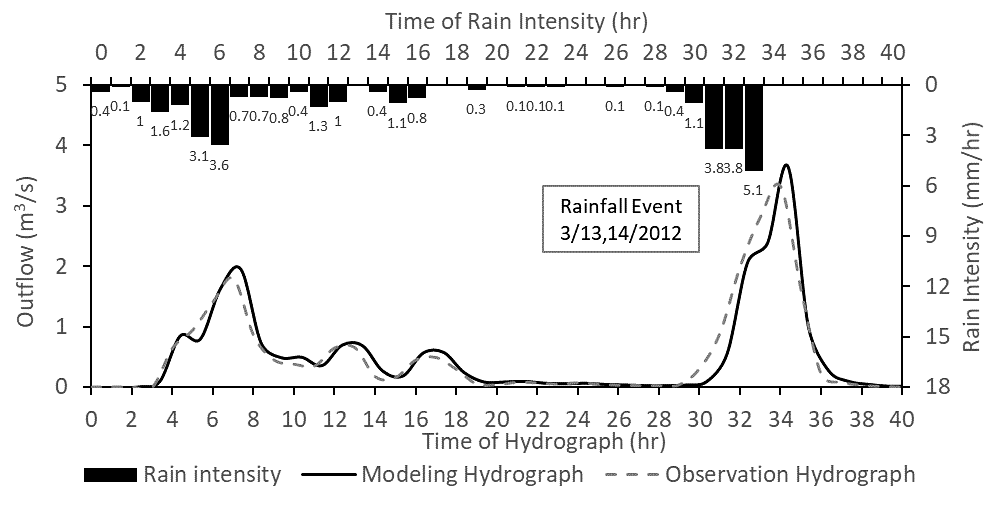 Time of Rain Intensity (hr)
0 2 4 6 8 10 12 14 16 18 20 22 24 26 28 30 32 34 36 38 40
5 4 3 2 1 0
Outflow (m³/s)
0.4 0.1 1 1.6 1.2 3.1 3.6 0.7 0.7 0.8 0.4 1.3 1 0.4 1.1 0.8 0.3 0.1 0.1 0.1 0.1 0.1 0.4 1.1 3.8 3.8 5.1
Rainfall Event
3/13,14/2012
0 3 6 9 12 15 18
Rain Intensity (mm/hr)
0 2 4 6 8 10 12 14 16 18 20 22 24 26 28 30 32 34 36 38 40
Time of Hydrograph (hr)
Rain intensity Modeling Hydrograph Observation Hydrograph